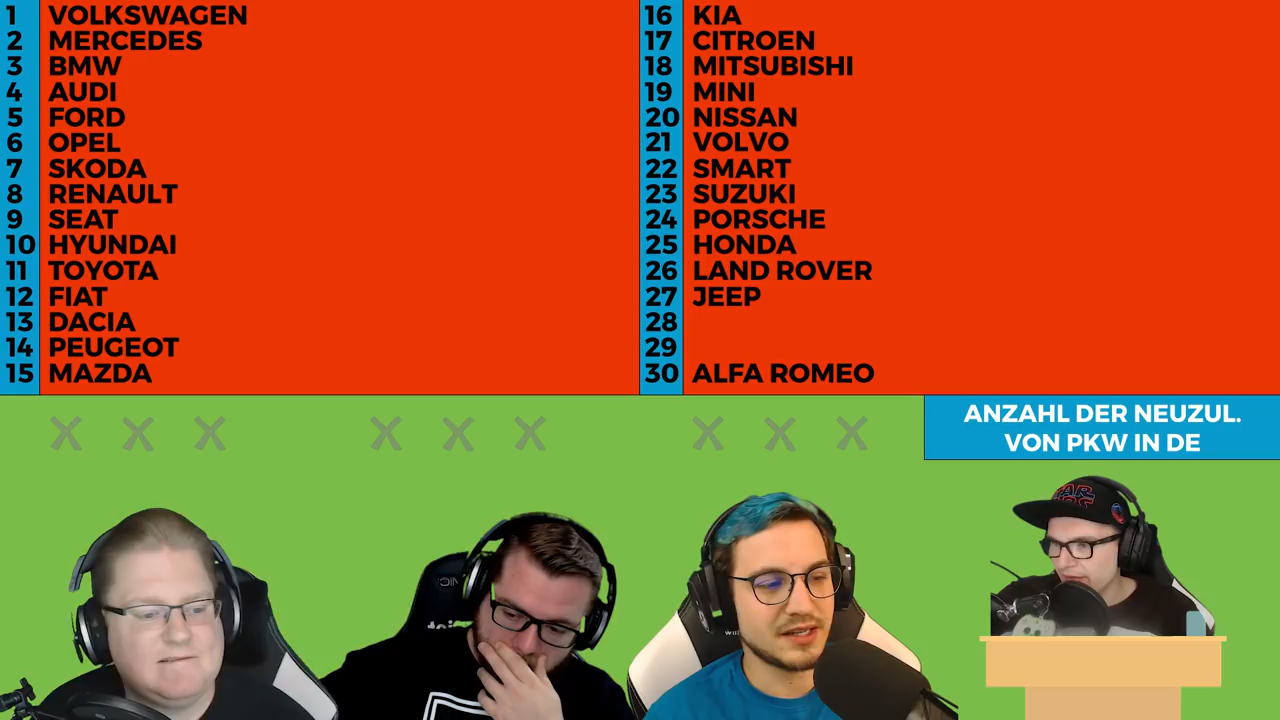 1 VOLKSWAGEN
2 MERCEDES
3 BMW
4 AUDI
5 FORD
6 OPEL
7 SKODA
8 RENAULT
9 SEAT
10 HYUNDAI
11 TOYOTA
12 FIAT
13 DACIA
14 PEUGEOT
15 MAZDA
16 KIA
17 CITROEN
18 MITSUBISHI
19 MINI
20 NISSAN
21 VOLVO
22 SMART
23 SUZUKI
24 PORSCHE
25 HONDA
26 LAND ROVER
27 JEEP
28
29
30 ALFA ROMEO
X X X X X X X X X
ANZAHL DER NEUZUL.
VON PKW IN DE